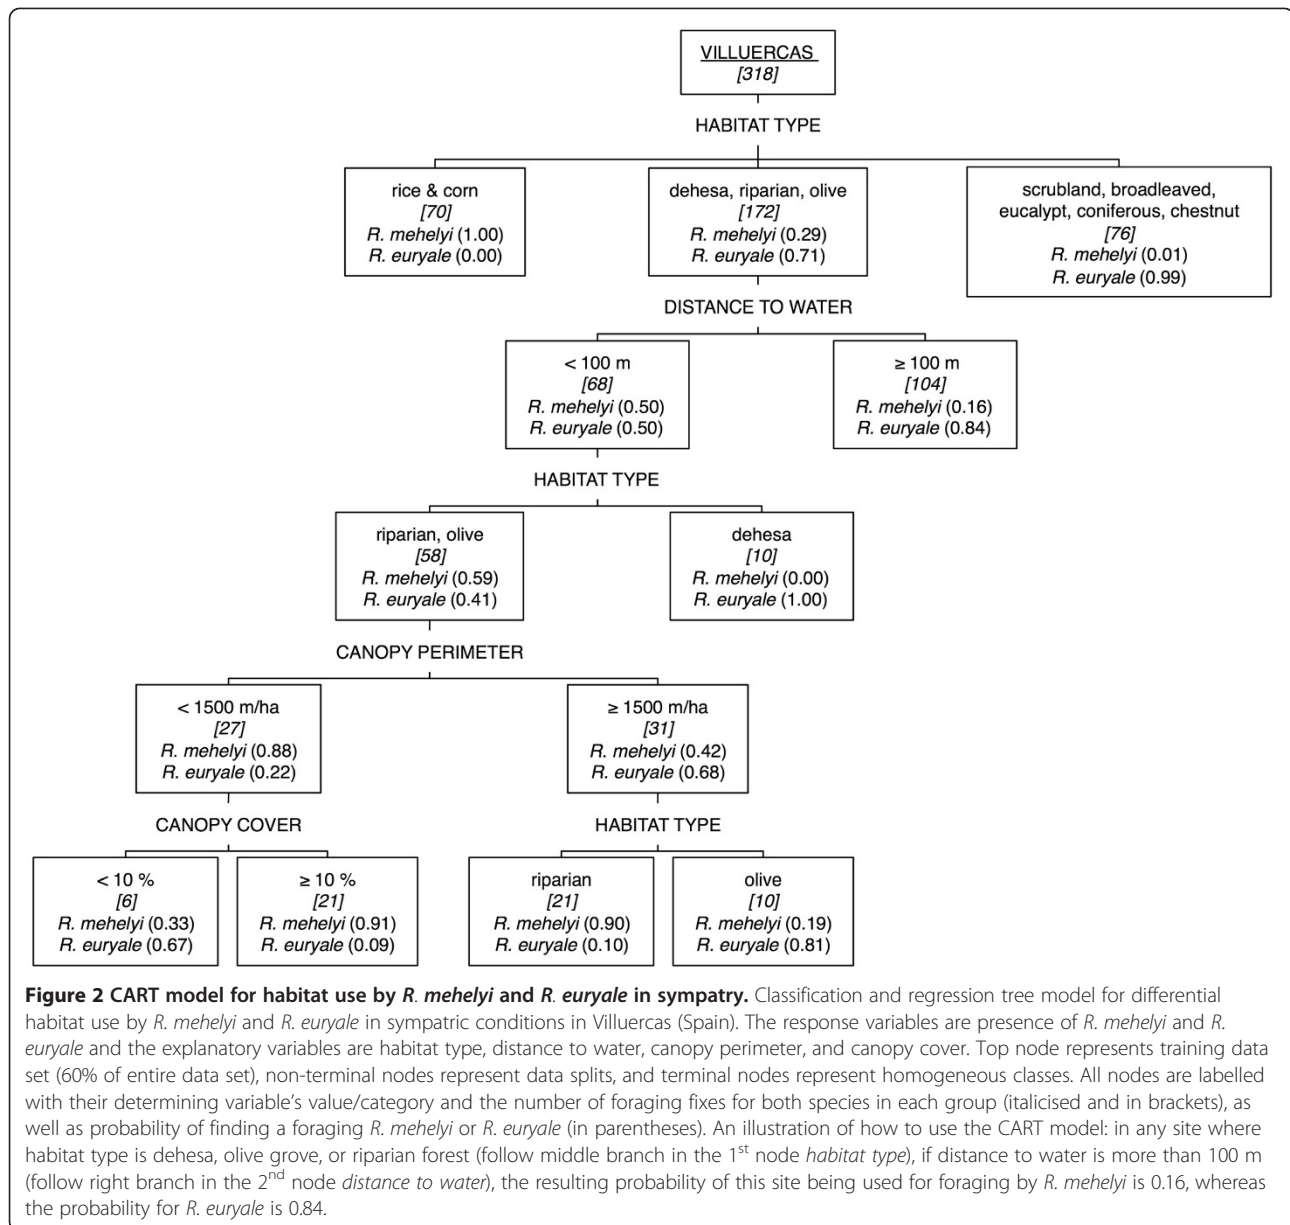 VILLUERCAS
[318]
HABITAT TYPE
rice & corn
[70]
R. mehelyi (1.00)
R. euryale (0.00)
dehesa, riparian, olive
[172]
R. mehelyi (0.29)
R. euryale (0.71)
scrubland, broadleaved,
eucalypt, coniferous, chestnut
[76]
R. mehelyi (0.01)
R. euryale (0.99)
DISTANCE TO WATER
< 100 m
[68]
R. mehelyi (0.50)
R. euryale (0.50)
≥ 100 m
[104]
R. mehelyi (0.16)
R. euryale (0.84)
HABITAT TYPE
riparian, olive
[58]
R. mehelyi (0.59)
R. euryale (0.41)
dehesa
[10]
R. mehelyi (0.00)
R. euryale (1.00)
CANOPY PERIMETER
< 1500 m/ha
[27]
R. mehelyi (0.88)
R. euryale (0.22)
≥ 1500 m/ha
[31]
R. mehelyi (0.42)
R. euryale (0.68)
CANOPY COVER
HABITAT TYPE
< 10 %
[6]
R. mehelyi (0.33)
R. euryale (0.67)
≥ 10 %
[21]
R. mehelyi (0.91)
R. euryale (0.09)
riparian
[21]
R. mehelyi (0.90)
R. euryale (0.10)
olive
[10]
R. mehelyi (0.19)
R. euryale (0.81)
Figure 2 CART model for habitat use by R. mehelyi and R. euryale in sympatry. Classification and regression tree model for differential
habitat use by R. mehelyi and R. euryale in sympatric conditions in Villuercas (Spain). The response variables are presence of R. mehelyi and R.
euryale and the explanatory variables are habitat type, distance to water, canopy perimeter, and canopy cover. Top node represents training data
set (60% of entire data set), non-terminal nodes represent data splits, and terminal nodes represent homogeneous classes. All nodes are labelled
with their determining variable's value/category and the number of foraging fixes for both species in each group (italicised and in brackets), as
well as probability of finding a foraging R. mehelyi or R. euryale (in parentheses). An illustration of how to use the CART model: in any site where
habitat type is dehesa, olive grove, or riparian forest (follow middle branch in the 1st node habitat type), if distance to water is more than 100 m
(follow right branch in the 2nd node distance to water), the resulting probability of this site being used for foraging by R. mehelyi is 0.16, whereas
the probability for R. euryale is 0.84.